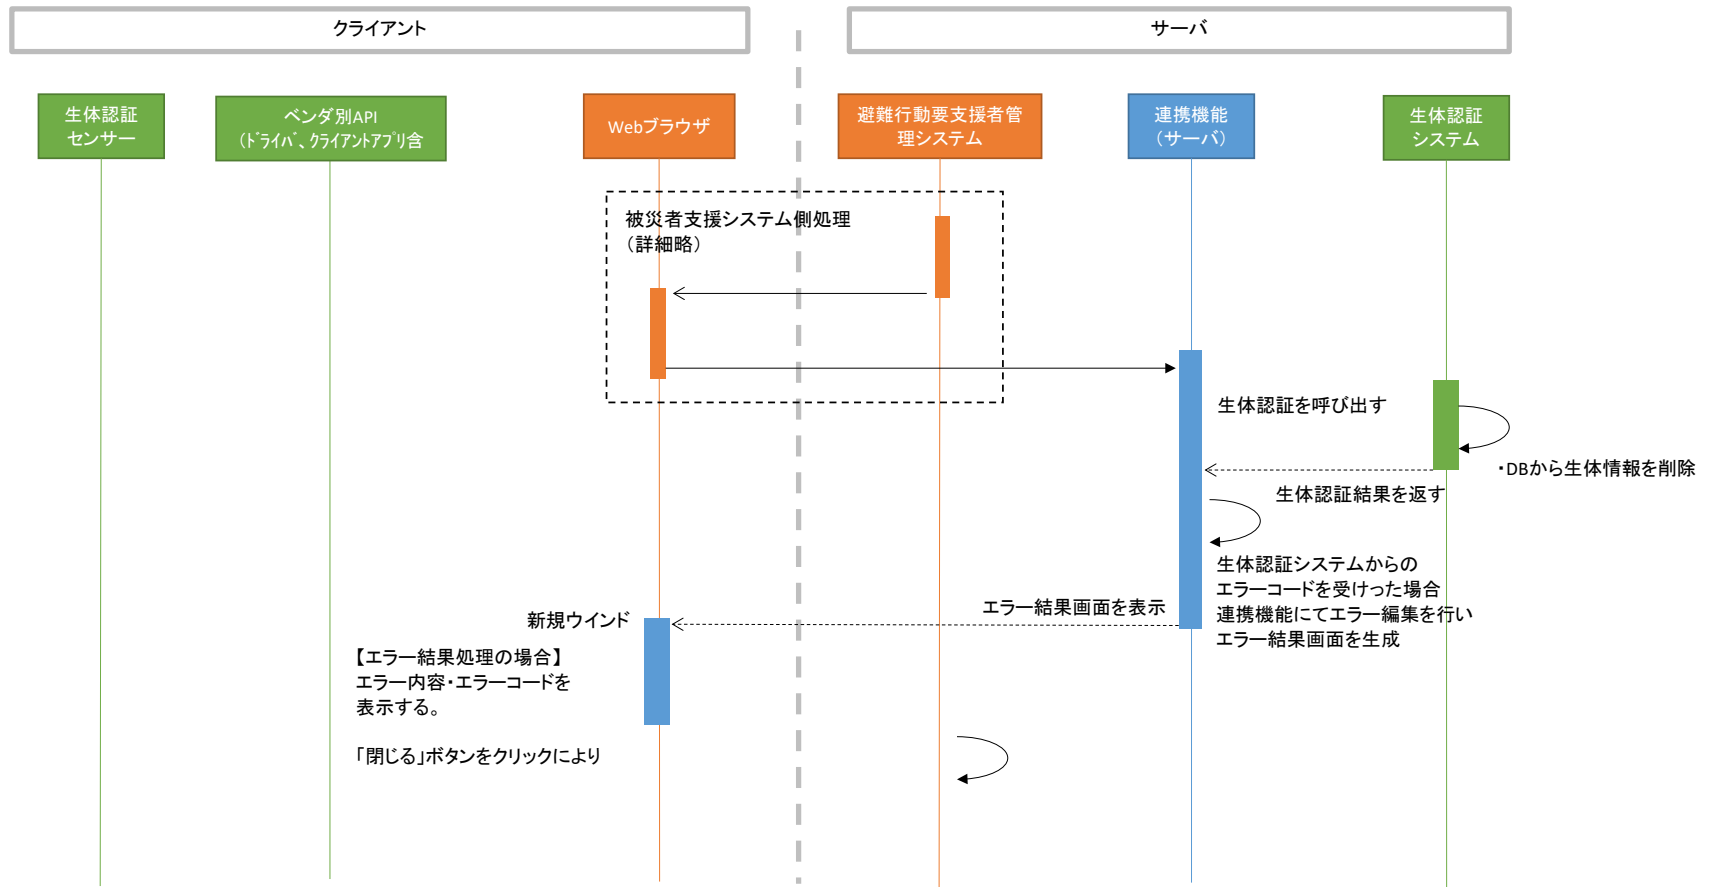 クライアント
サーバ
生体認証
センサー
ベンダ別API
（ﾄﾞﾗｲﾊﾞ、ｸﾗｲｱﾝﾄｱﾌﾟﾘ含
Webブラウザ
避難行動要支援者管
理システム
連携機能
（サーバ）
生体認証
システム
被災者支援システム側処理
（詳細略）
生体認証を呼び出す
・DBから生体情報を削除
生体認証結果を返す
生体認証システムからの
エラーコードを受けった場合
連携機能にてエラー編集を行い
エラー結果画面を生成
エラー結果画面を表示
新規ウインド
【エラー結果処理の場合】
エラー内容・エラーコードを
表示する。
「閉じる」ボタンをクリックにより